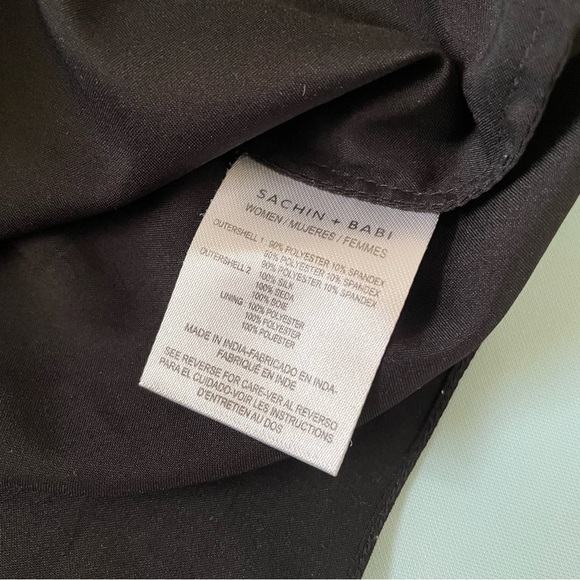 SACHIN + BABI
WOMEN / MUJERES / FEMMES
OUTERSHELL 1 : 90% POLYESTER 10% SPANDEX
90% POLYESTER 10% SPANDEX
90% POLYESTER 10% SPANDEX
OUTERSHELL 2 : 100% SILK
100% SEDA
100% SOIE
LINING : 100% POLYESTER
100% POLYESTER
100% POLIESTER
MADE IN INDIA-FABRICADO EN INDA-
FABRIQUÉ EN INDE
SEE REVERSE FOR CARE-VER AL REVERSO
PARA EL CUIDADO-VOIR LES INSTRUCTIONS
D'ENTRETIEN AU DOS.